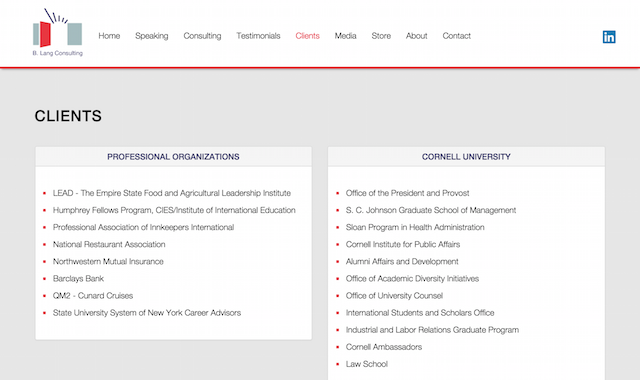 B. Lang Consulting
Home Speaking Consulting Testimonials Clients Media Store About Contact
in
CLIENTS
PROFESSIONAL ORGANIZATIONS
LEAD - The Empire State Food and Agricultural Leadership Institute
Humphrey Fellows Program, CIES/Institute of International Education
Professional Association of Innkeepers International
National Restaurant Association
Northwestern Mutual Insurance
Barclays Bank
QM2 - Cunard Cruises
State University System of New York Career Advisors
CORNELL UNIVERSITY
Office of the President and Provost
S. C. Johnson Graduate School of Management
Sloan Program in Health Administration
Cornell Institute for Public Affairs
Alumni Affairs and Development
Office of Academic Diversity Initiatives
Office of University Counsel
International Students and Scholars Office
Industrial and Labor Relations Graduate Program
Cornell Ambassadors
Law School